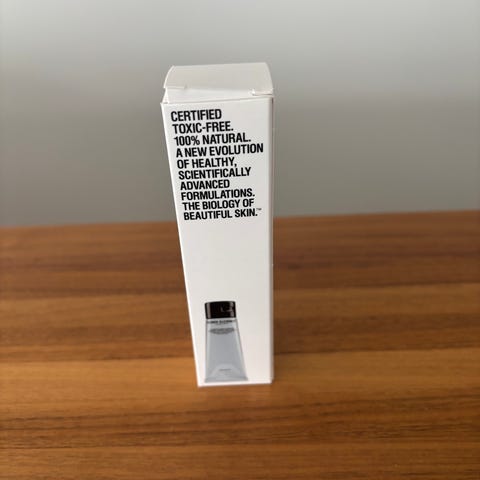 CERTIFIED
TOXIC-FREE.
100% NATURAL.
A NEW EVOLUTION
OF HEALTHY,
SCIENTIFICALLY
ADVANCED
FORMULATIONS.
THE BIOLOGY OF
BEAUTIFUL SKIN.™